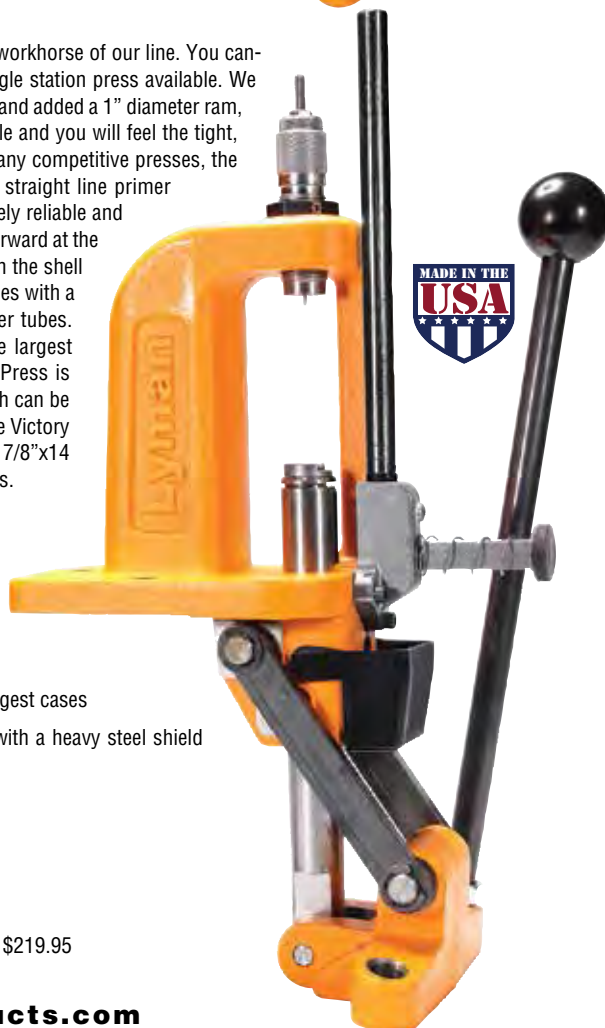 workhorse of our line. You can-
gle station press available. We
and added a 1” diameter ram,
le and you will feel the tight,
any competitive presses, the
straight line primer
ely reliable and
rward at the
n the shell
es with a
er tubes.
e largest
Press is
h can be
e Victory
7/8”x14
s.
Lyman
MADE IN THE
USA
gest cases
with a heavy steel shield
$219.95
ucts.com